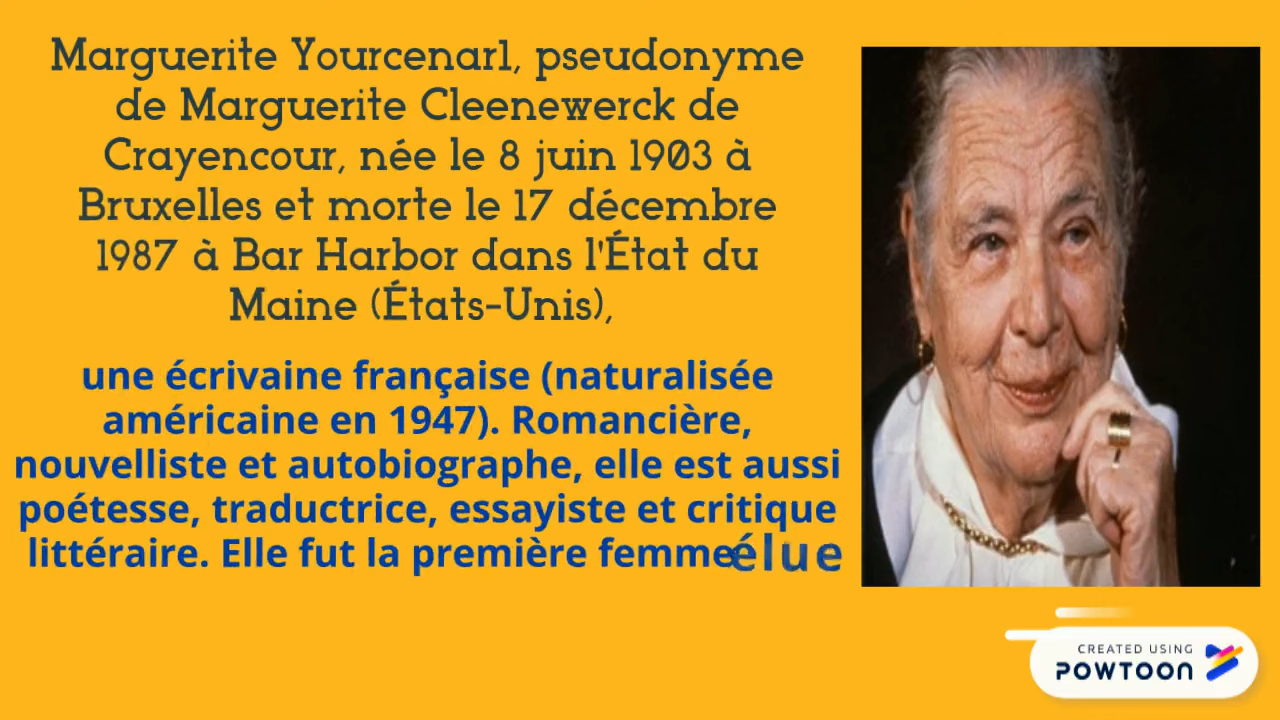 Marguerite Yourcenar1, pseudonyme
de Marguerite Cleenewerck de
Crayencour, née le 8 juin 1903 à
Bruxelles et morte le 17 décembre
1987 à Bar Harbor dans l'État du
Maine (États-Unis),
une écrivaine française (naturalisée
américaine en 1947). Romancière,
nouvelliste et autobiographe, elle est aussi
poétesse, traductrice, essayiste et critique
littéraire. Elle fut la première femme élue
CREATED USING
POWTOON